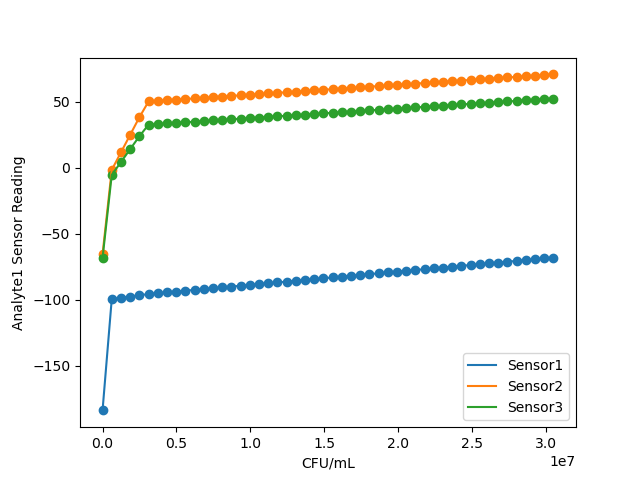 Analyte1 Sensor Reading
50
0
−50
−100
−150
0.0 0.5 1.0 1.5 2.0 2.5 3.0
1e7
CFU/mL
Sensor1
Sensor2
Sensor3